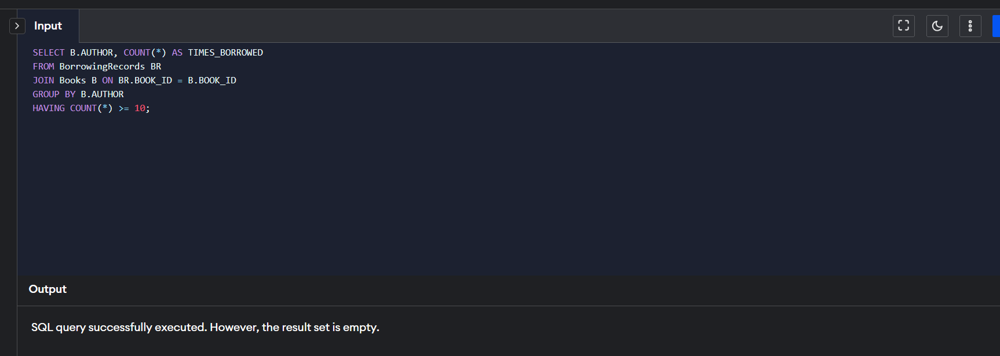 Input
SELECT B.AUTHOR, COUNT(*) AS TIMES_BORROWED
FROM BorrowingRecords BR
JOIN Books B ON BR.BOOK_ID = B.BOOK_ID
GROUP BY B.AUTHOR
HAVING COUNT(*) >= 10;
Output
SQL query successfully executed. However, the result set is empty.